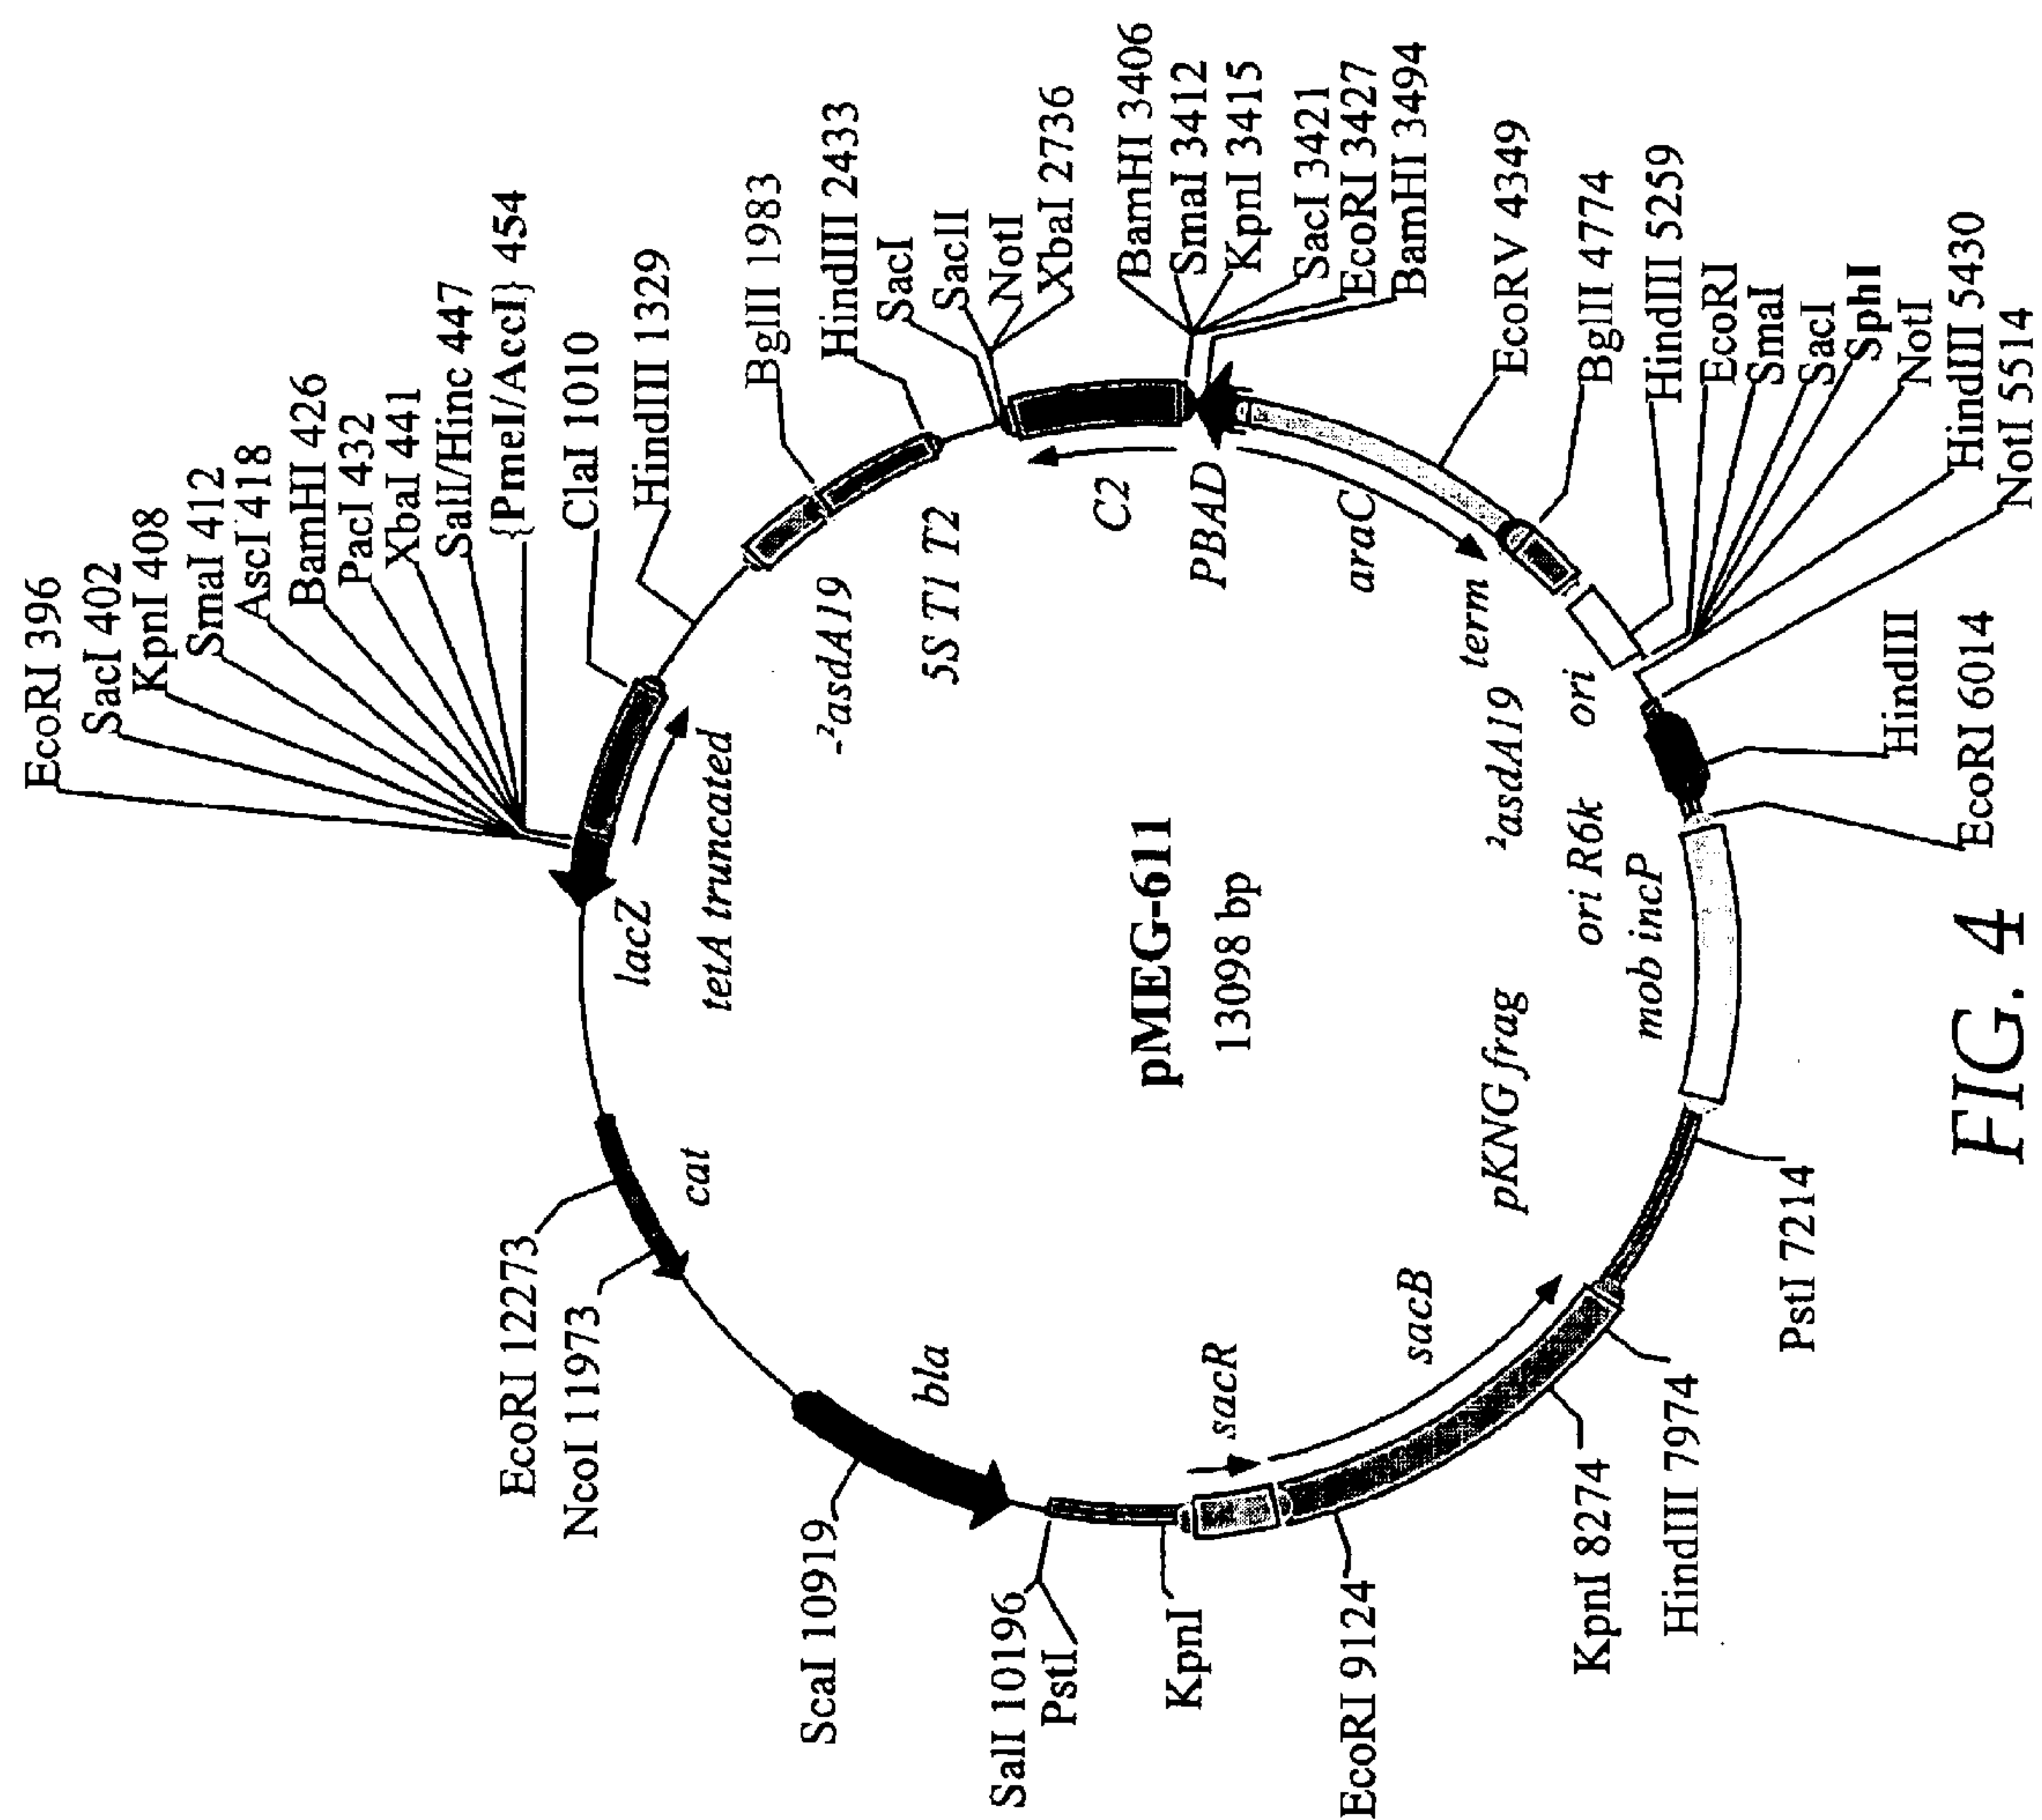 EcoRI 396
SacI 402
KpnI 408
SmaI 412
AscI 418
BamHI 426
PacI 432
XbaI 441
SalI/Hinc 447
{PmeI/AccI} 454
ClaI 1010
HindIII 1329
BglII 1983
HindIII 2433
SacI
SacII
NotI
XbaI 2736
BamHI 3406
SmaI 3412
KpnI 3415
SacI 3421
EcoRI 3427
BamHI 3494
EcoRV 4349
BglII 4774
HindIII 5259
EcoRI
SmaI
SacI
SphI
NotI
HindIII 5430
NotI 5514
HindIII
EcoRI 6014
PstI 7214
HindIII 7974
KpnI 8274
EcoRI 9124
KpnI
PstI
SalI 10196
ScaI 10919
NcoI 11973
EcoRI 12273
lacZ
tetA truncated
-²asdA19
5S T1 T2
C2
PBAD
araC
term
²asdA19
ori
ori R6k
mob incP
pKNG frag
sacB
sacR
bla
cat
pMEG-611
13098 bp
FIG. 4